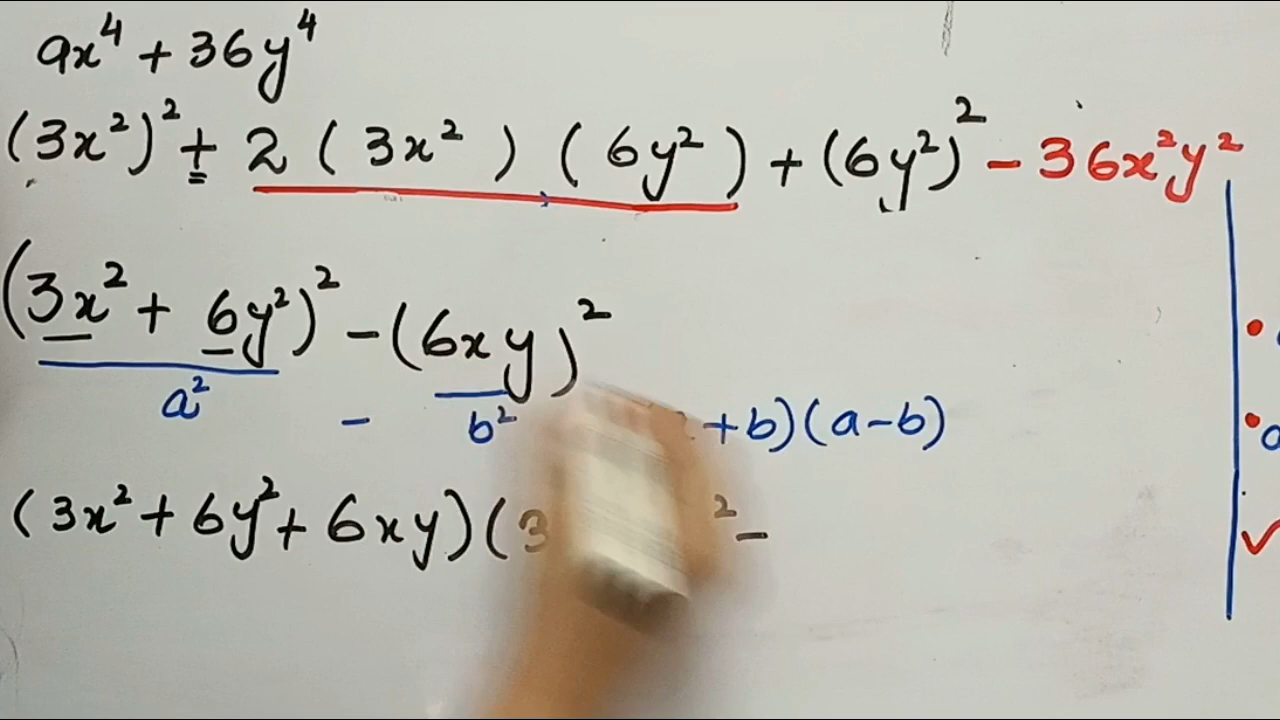 9x⁴ + 36y⁴
(3x²)² + 2 ( 3x² ) ( 6y² ) + (6y²)² - 36x²y²
(3x² + 6y²)² - (6xy)²
a² - b² + b)(a - b)
(3x² + 6y² + 6xy)(3 ² -